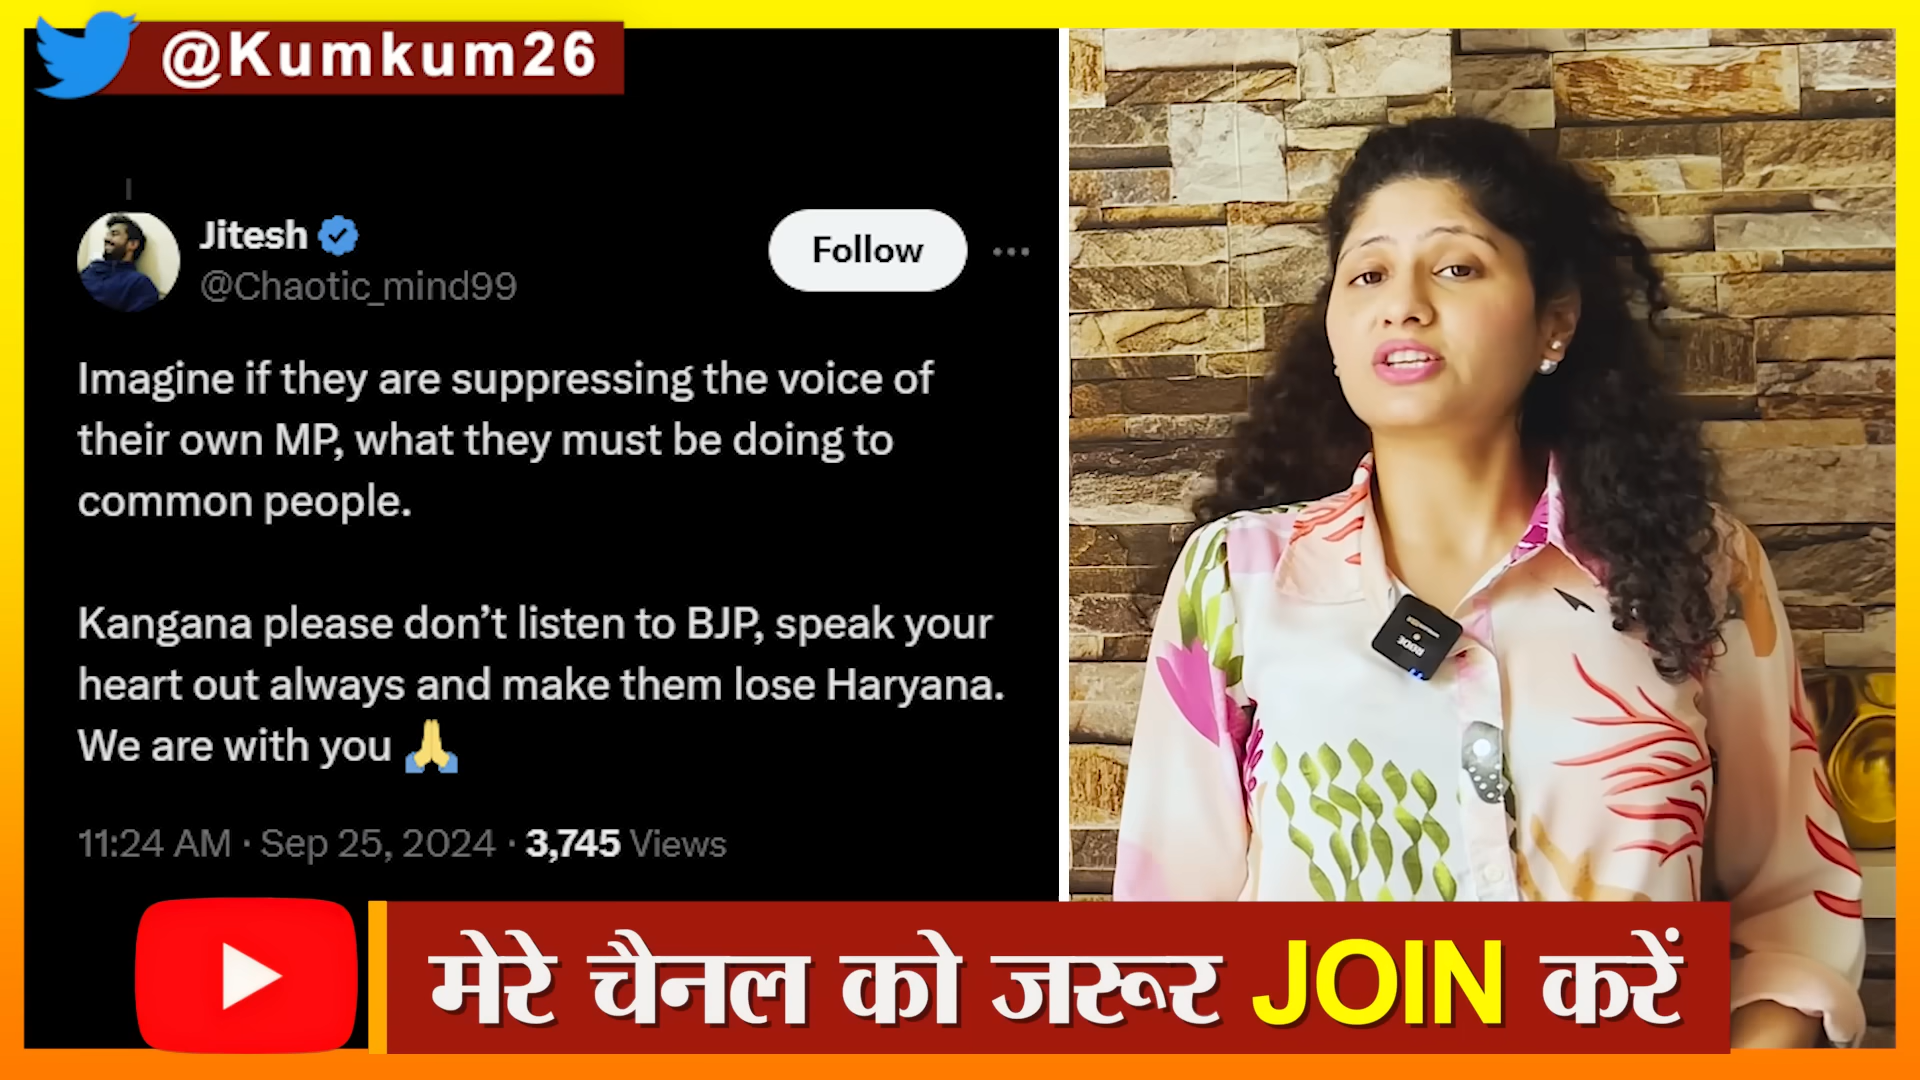 @Kumkum26
Jitesh
@Chaotic_mind99
Follow
Imagine if they are suppressing the voice of
their own MP, what they must be doing to
common people.
Kangana please don’t listen to BJP, speak your
heart out always and make them lose Haryana.
We are with you 🙏
11:24 AM · Sep 25, 2024 · 3,745 Views
RØDE
मेरे चैनल को जरूर JOIN करें